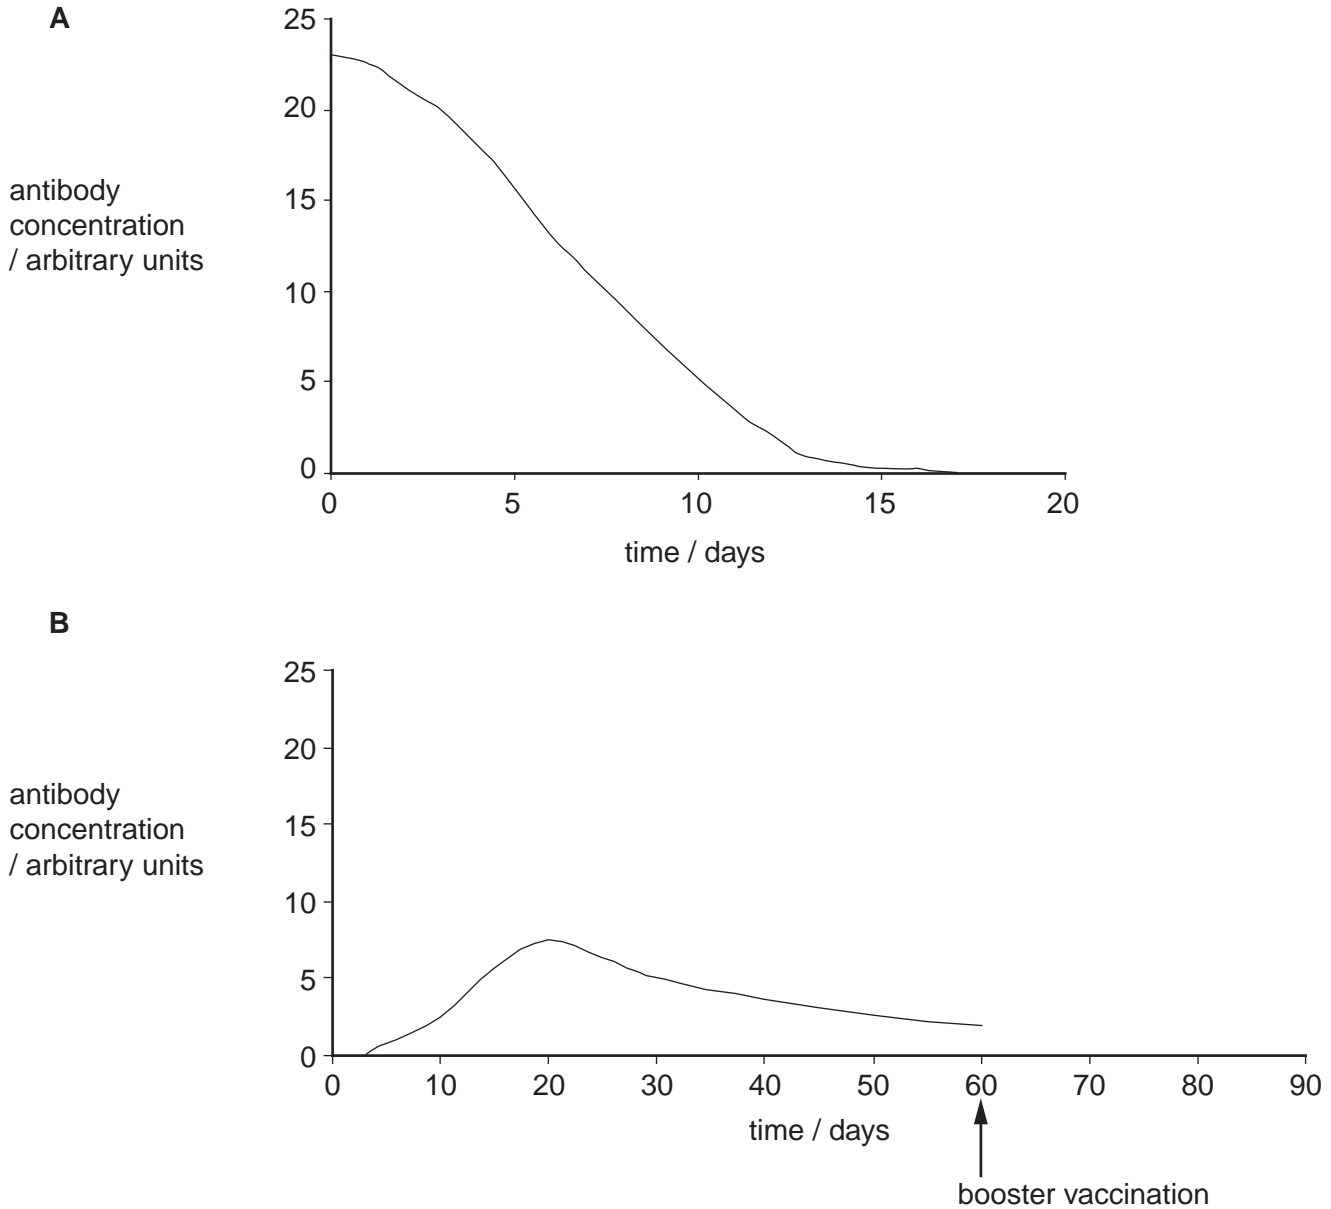 A
25
20
15
10
5
0
antibody
concentration
/ arbitrary units
0 5 10 15 20
time / days
B
25
20
15
10
5
0
antibody
concentration
/ arbitrary units
0 10 20 30 40 50 60 70 80 90
time / days
booster vaccination